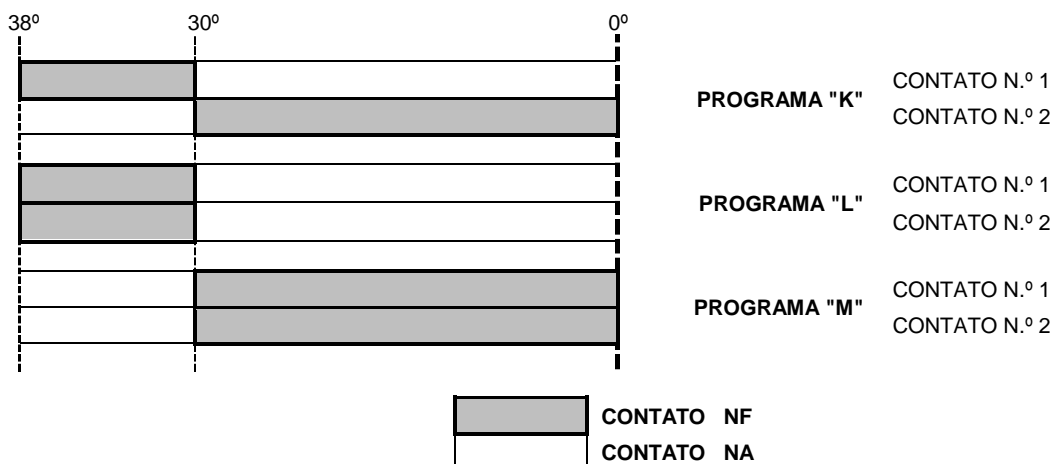 38º 30º 0º
PROGRAMA "K"
CONTATO N.º 1
CONTATO N.º 2
PROGRAMA "L"
CONTATO N.º 1
CONTATO N.º 2
PROGRAMA "M"
CONTATO N.º 1
CONTATO N.º 2
CONTATO NF
CONTATO NA